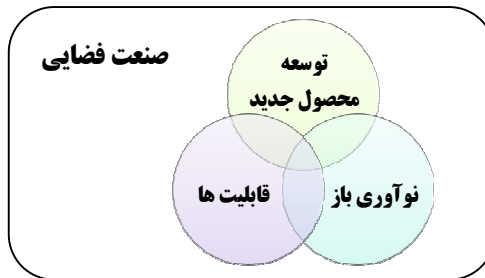 صنعت فضایی
توسعه
محصول جدید
قابلیت ها
نوآوری باز